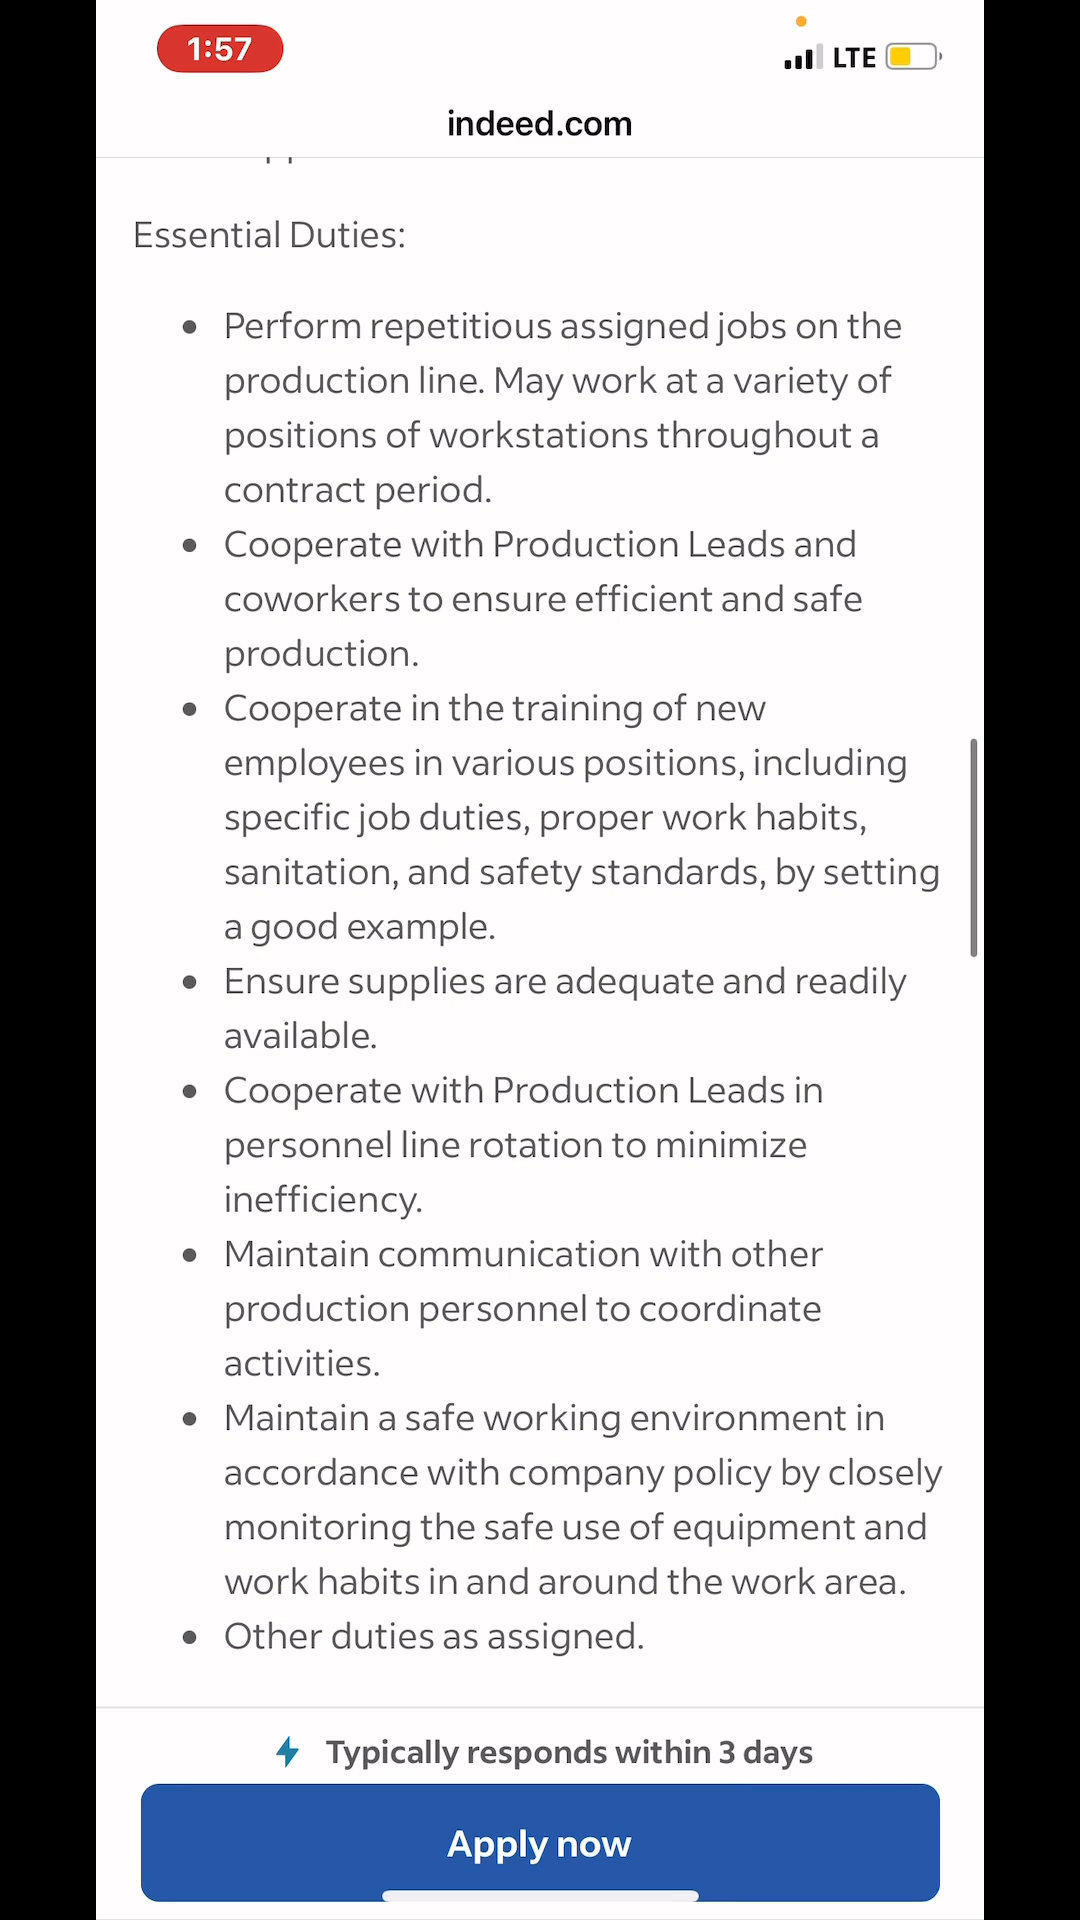 1:57
LTE
indeed.com
Essential Duties:
• Perform repetitious assigned jobs on the
production line. May work at a variety of
positions of workstations throughout a
contract period.
• Cooperate with Production Leads and
coworkers to ensure efficient and safe
production.
• Cooperate in the training of new
employees in various positions, including
specific job duties, proper work habits,
sanitation, and safety standards, by setting
a good example.
• Ensure supplies are adequate and readily
available.
• Cooperate with Production Leads in
personnel line rotation to minimize
inefficiency.
• Maintain communication with other
production personnel to coordinate
activities.
• Maintain a safe working environment in
accordance with company policy by closely
monitoring the safe use of equipment and
work habits in and around the work area.
• Other duties as assigned.
Typically responds within 3 days
Apply now